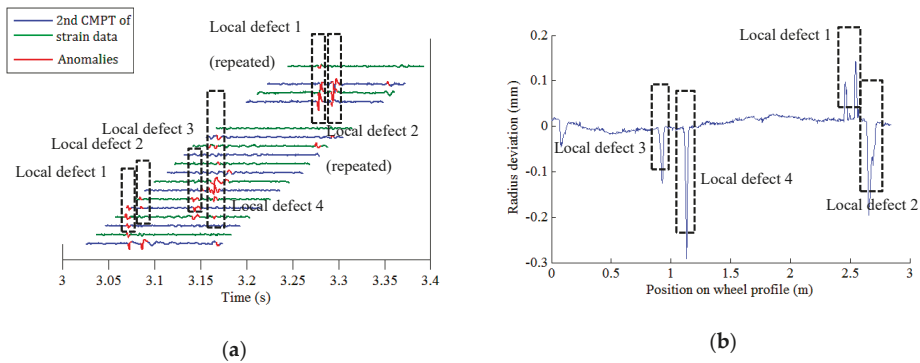 2nd CMPT of
strain data
Anomalies
Local defect 1
(repeated)
Local defect 3
Local defect 2
Local defect 1
Local defect 2
(repeated)
Local defect 4
3
3.05
3.1
3.15
3.2
3.25
3.3
3.35
3.4
Time (s)
(a)
Local defect 1
Local defect 3
Local defect 4
Local defect 2
0.2
0.1
0
-0.1
-0.2
-0.3
Radius deviation (mm)
0
0.5
1
1.5
2
2.5
3
Position on wheel profile (m)
(b)